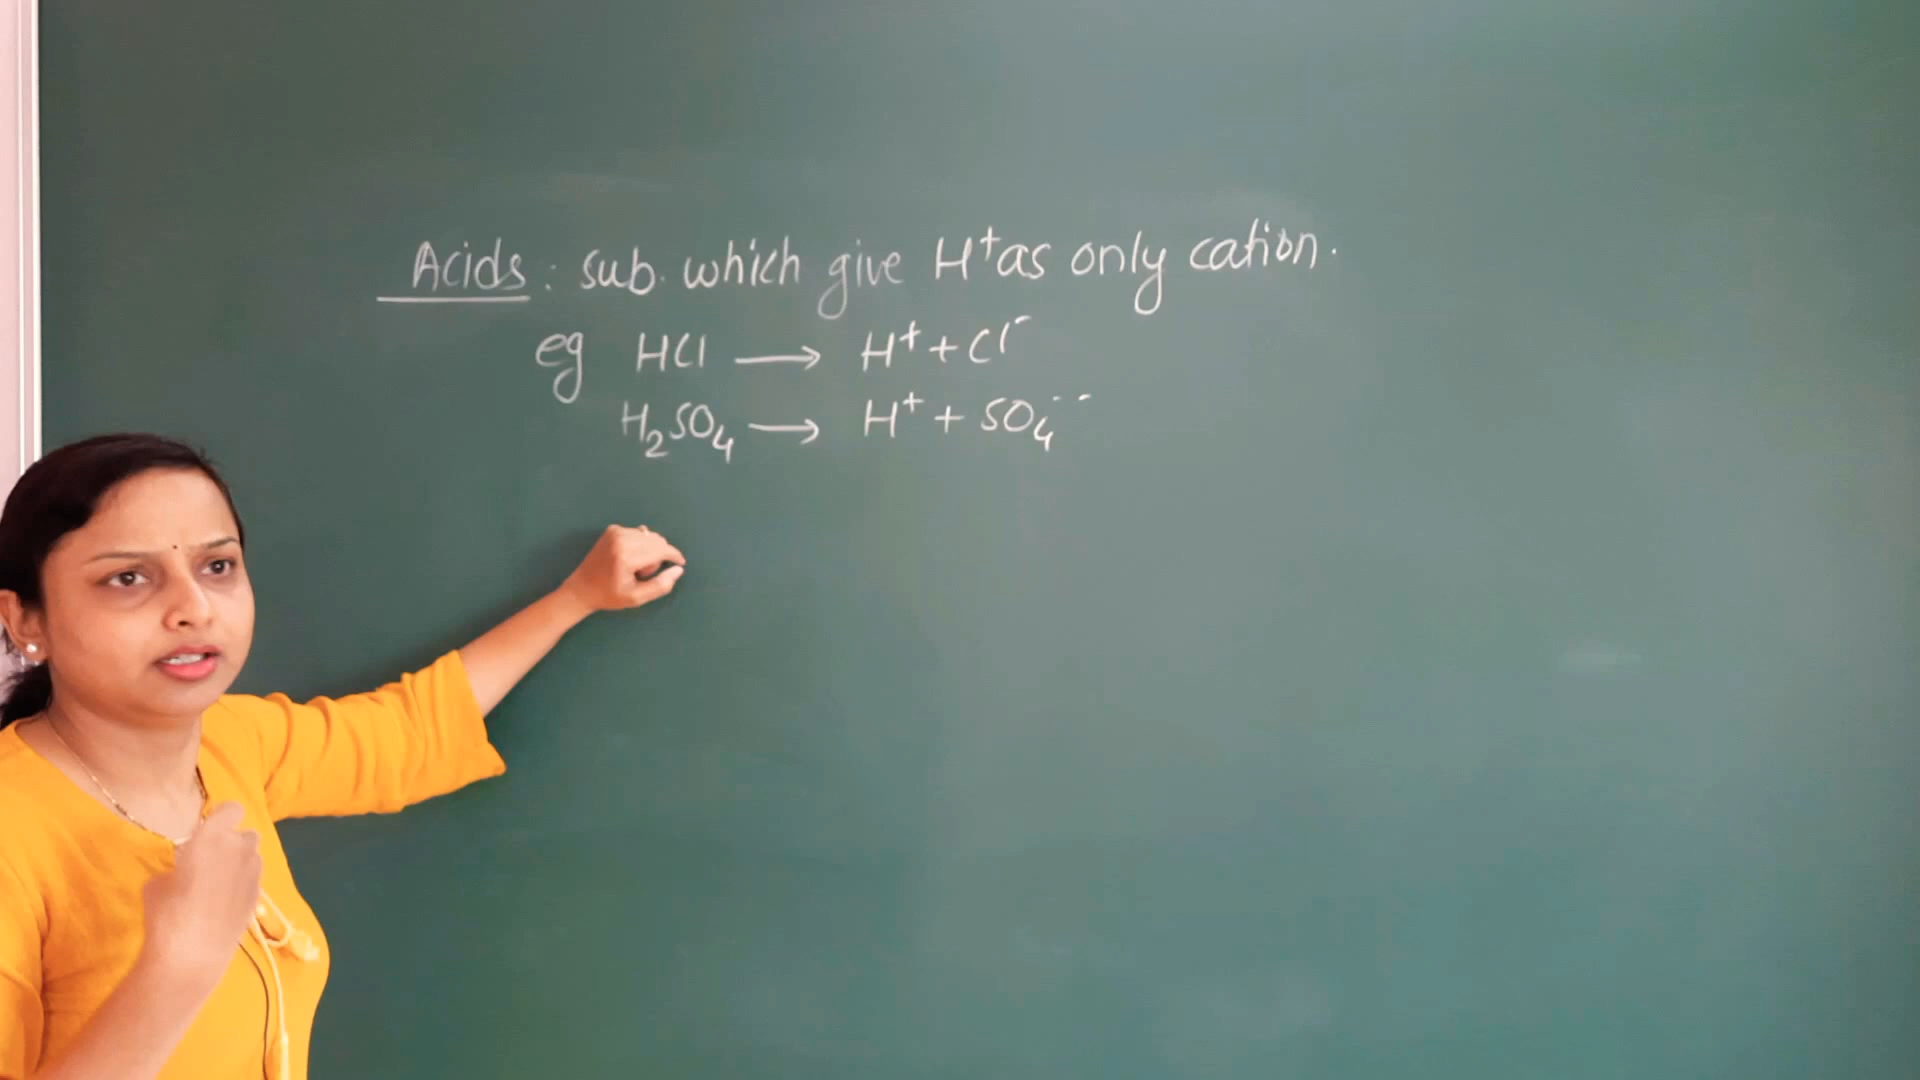 Acids : sub. which give H⁺ as only cation.
eg HCl ⟶ H⁺ + Cl⁻
H₂SO₄ ⟶ H⁺ + SO₄⁻⁻